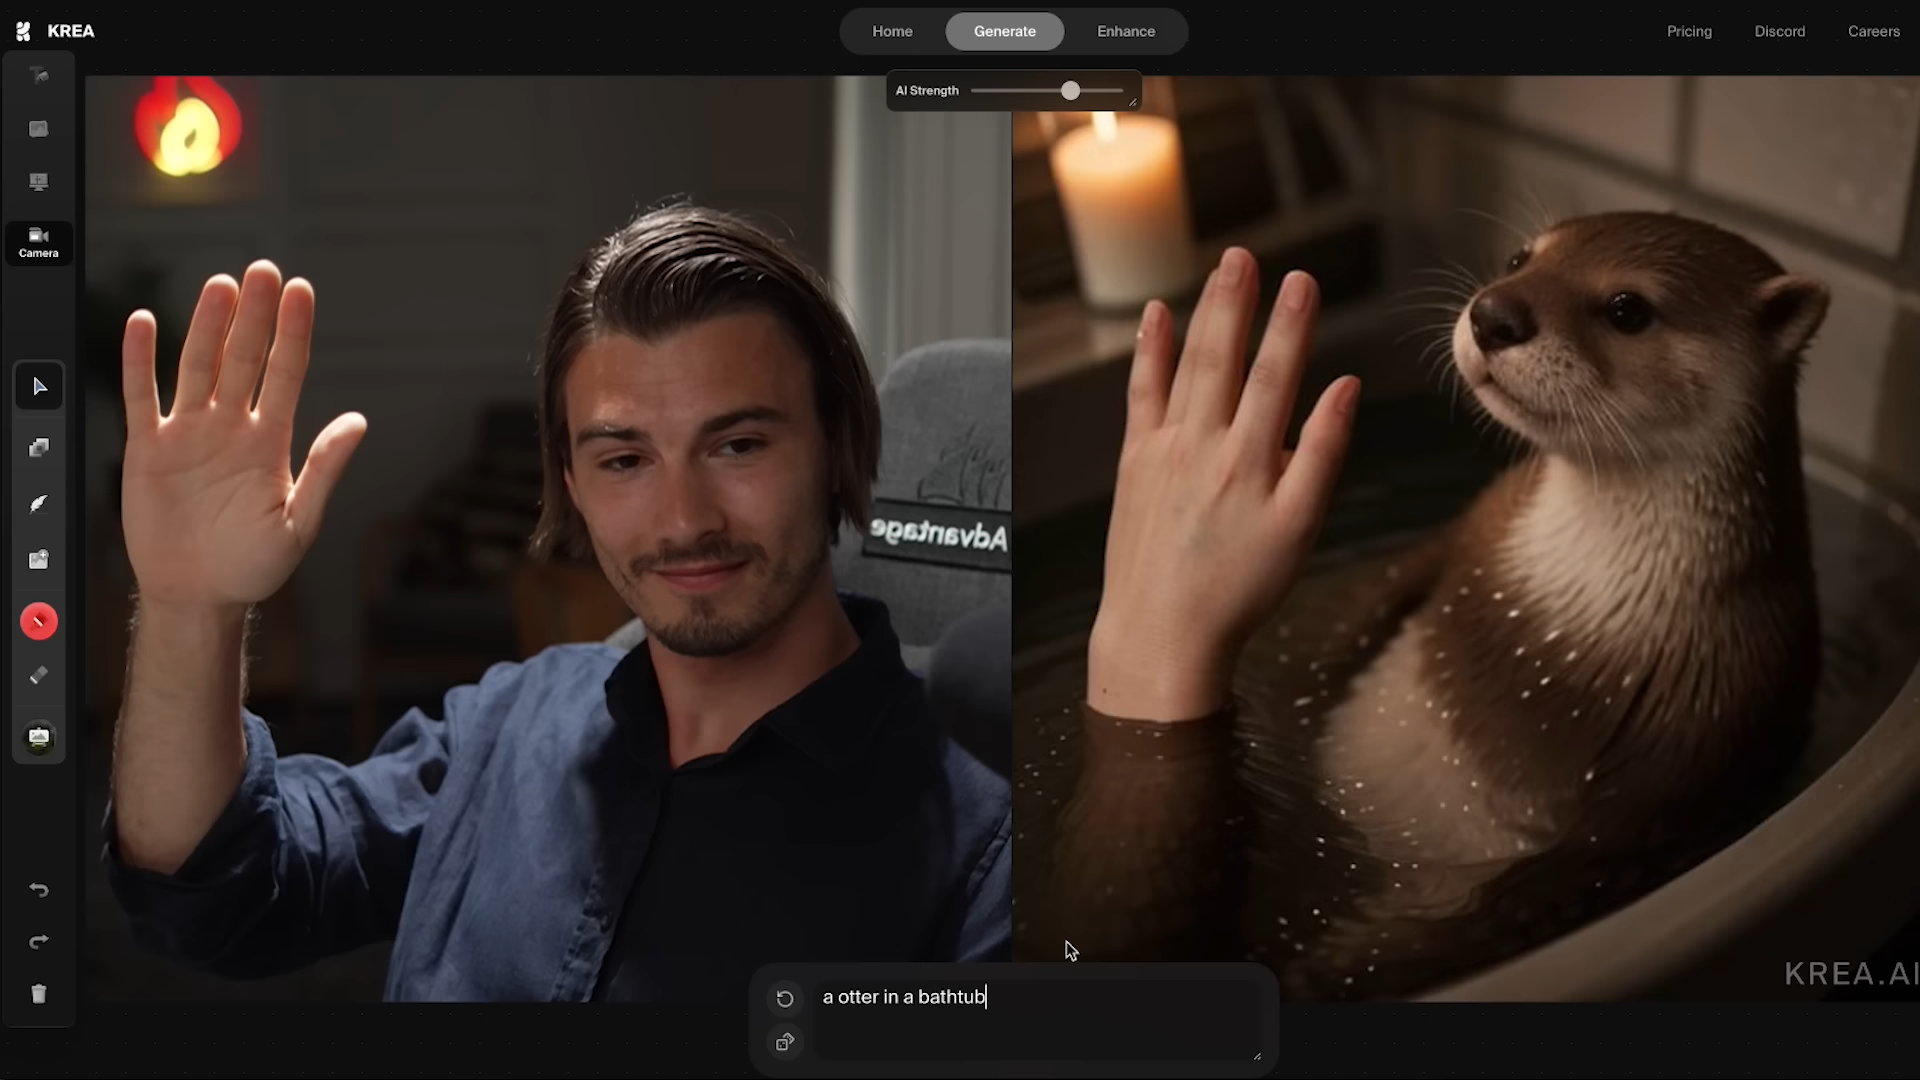 KREA
Home
Generate
Enhance
Pricing
Discord
Careers
AI Strength
Camera
Advantage
KREA.AI
a otter in a bathtub